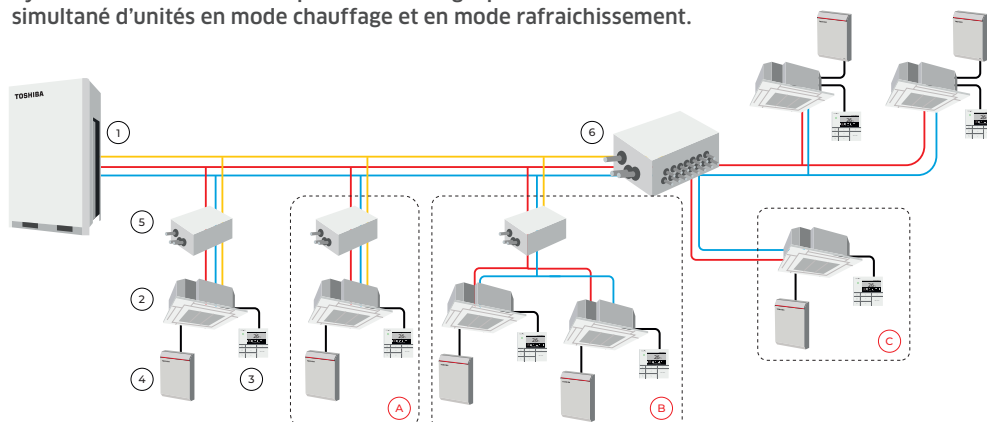 simultané d'unités en mode chauffage et en mode rafraichissement.
TOSHIBA
1
6
5
2
4
3
A
B
C